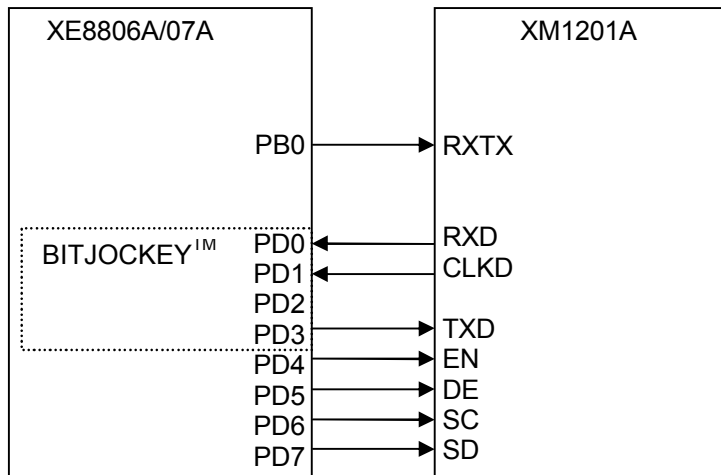 XE8806A/07A
XM1201A
PB0
RXTX
BITJOCKEY™
PD0
RXD
PD1
CLKD
PD2
PD3
TXD
PD4
EN
PD5
DE
PD6
SC
PD7
SD